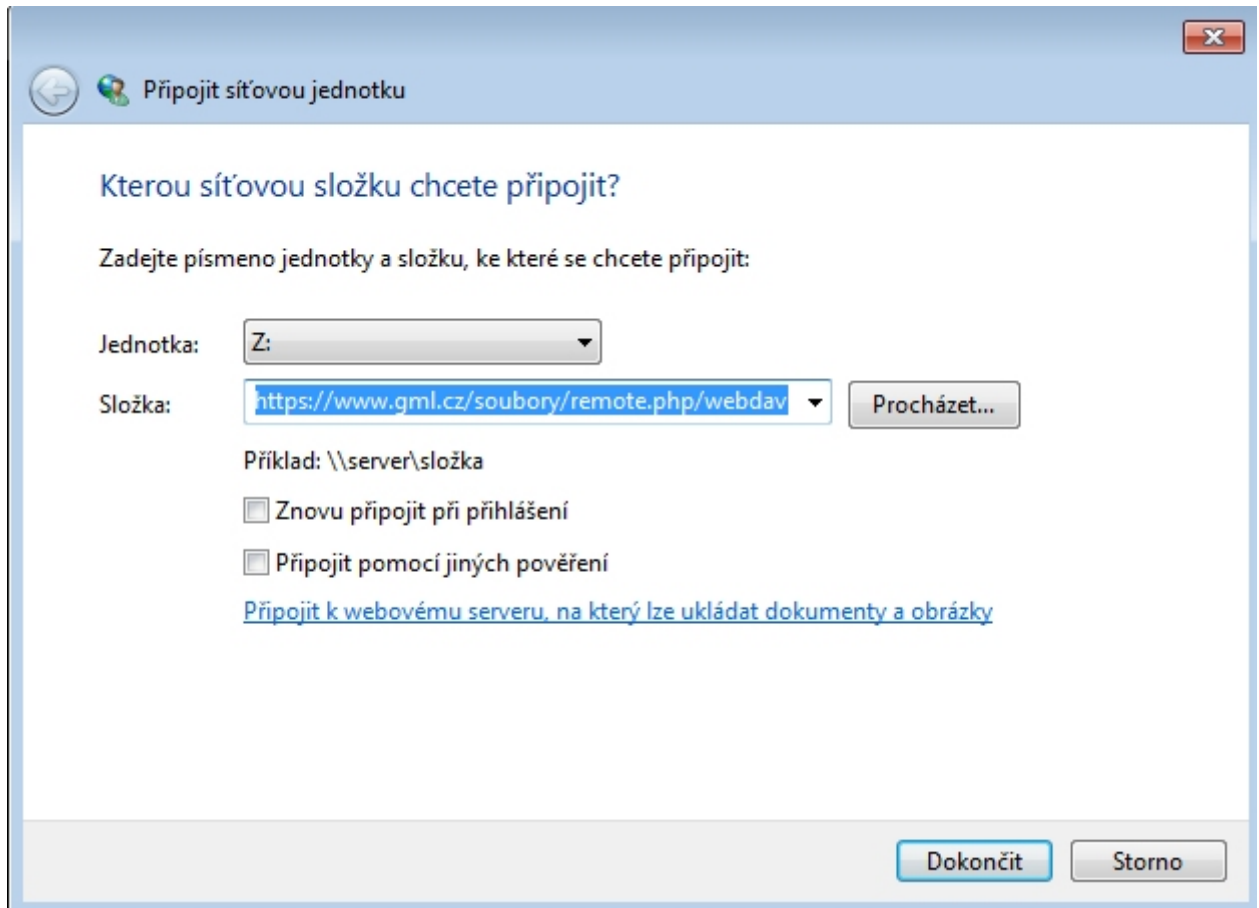 Připojit síťovou jednotku
Kterou síťovou složku chcete připojit?
Zadejte písmeno jednotky a složku, ke které se chcete připojit:
Jednotka: Z:
Složka: https://www.gml.cz/soubory/remote.php/webdav Procházet...
Příklad: \\server\složka
Znovu připojit při přihlášení
Připojit pomocí jiných pověření
Připojit k webovému serveru, na který lze ukládat dokumenty a obrázky
Dokončit Storno